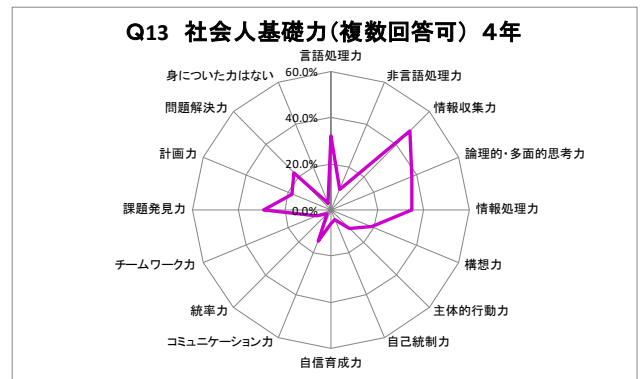 Q13 社会人基礎力(複数回答可) 4年
言語処理力
非言語処理力
情報収集力
論理的・多面的思考力
情報処理力
構想力
主体的行動力
自己統制力
自信育成力
コミュニケーション力
統率力
チームワーク力
課題発見力
計画力
問題解決力
身についた力はない
60.0%
40.0%
20.0%
0.0%